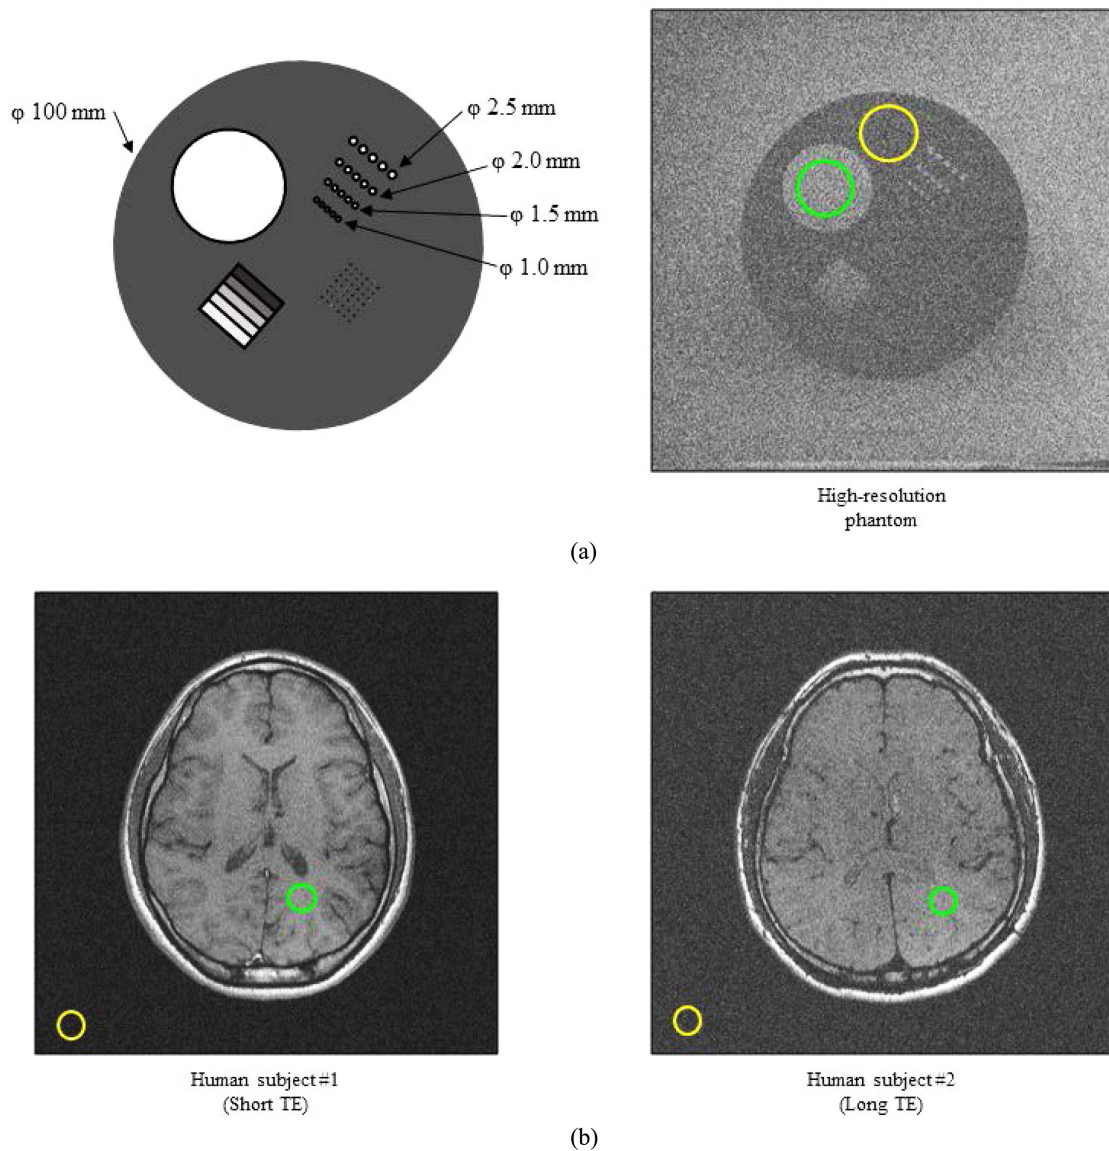 φ 100 mm
φ 2.5 mm
φ 2.0 mm
φ 1.5 mm
φ 1.0 mm
High-resolution
phantom
(a)
Human subject #1
(Short TE)
Human subject #2
(Long TE)
(b)